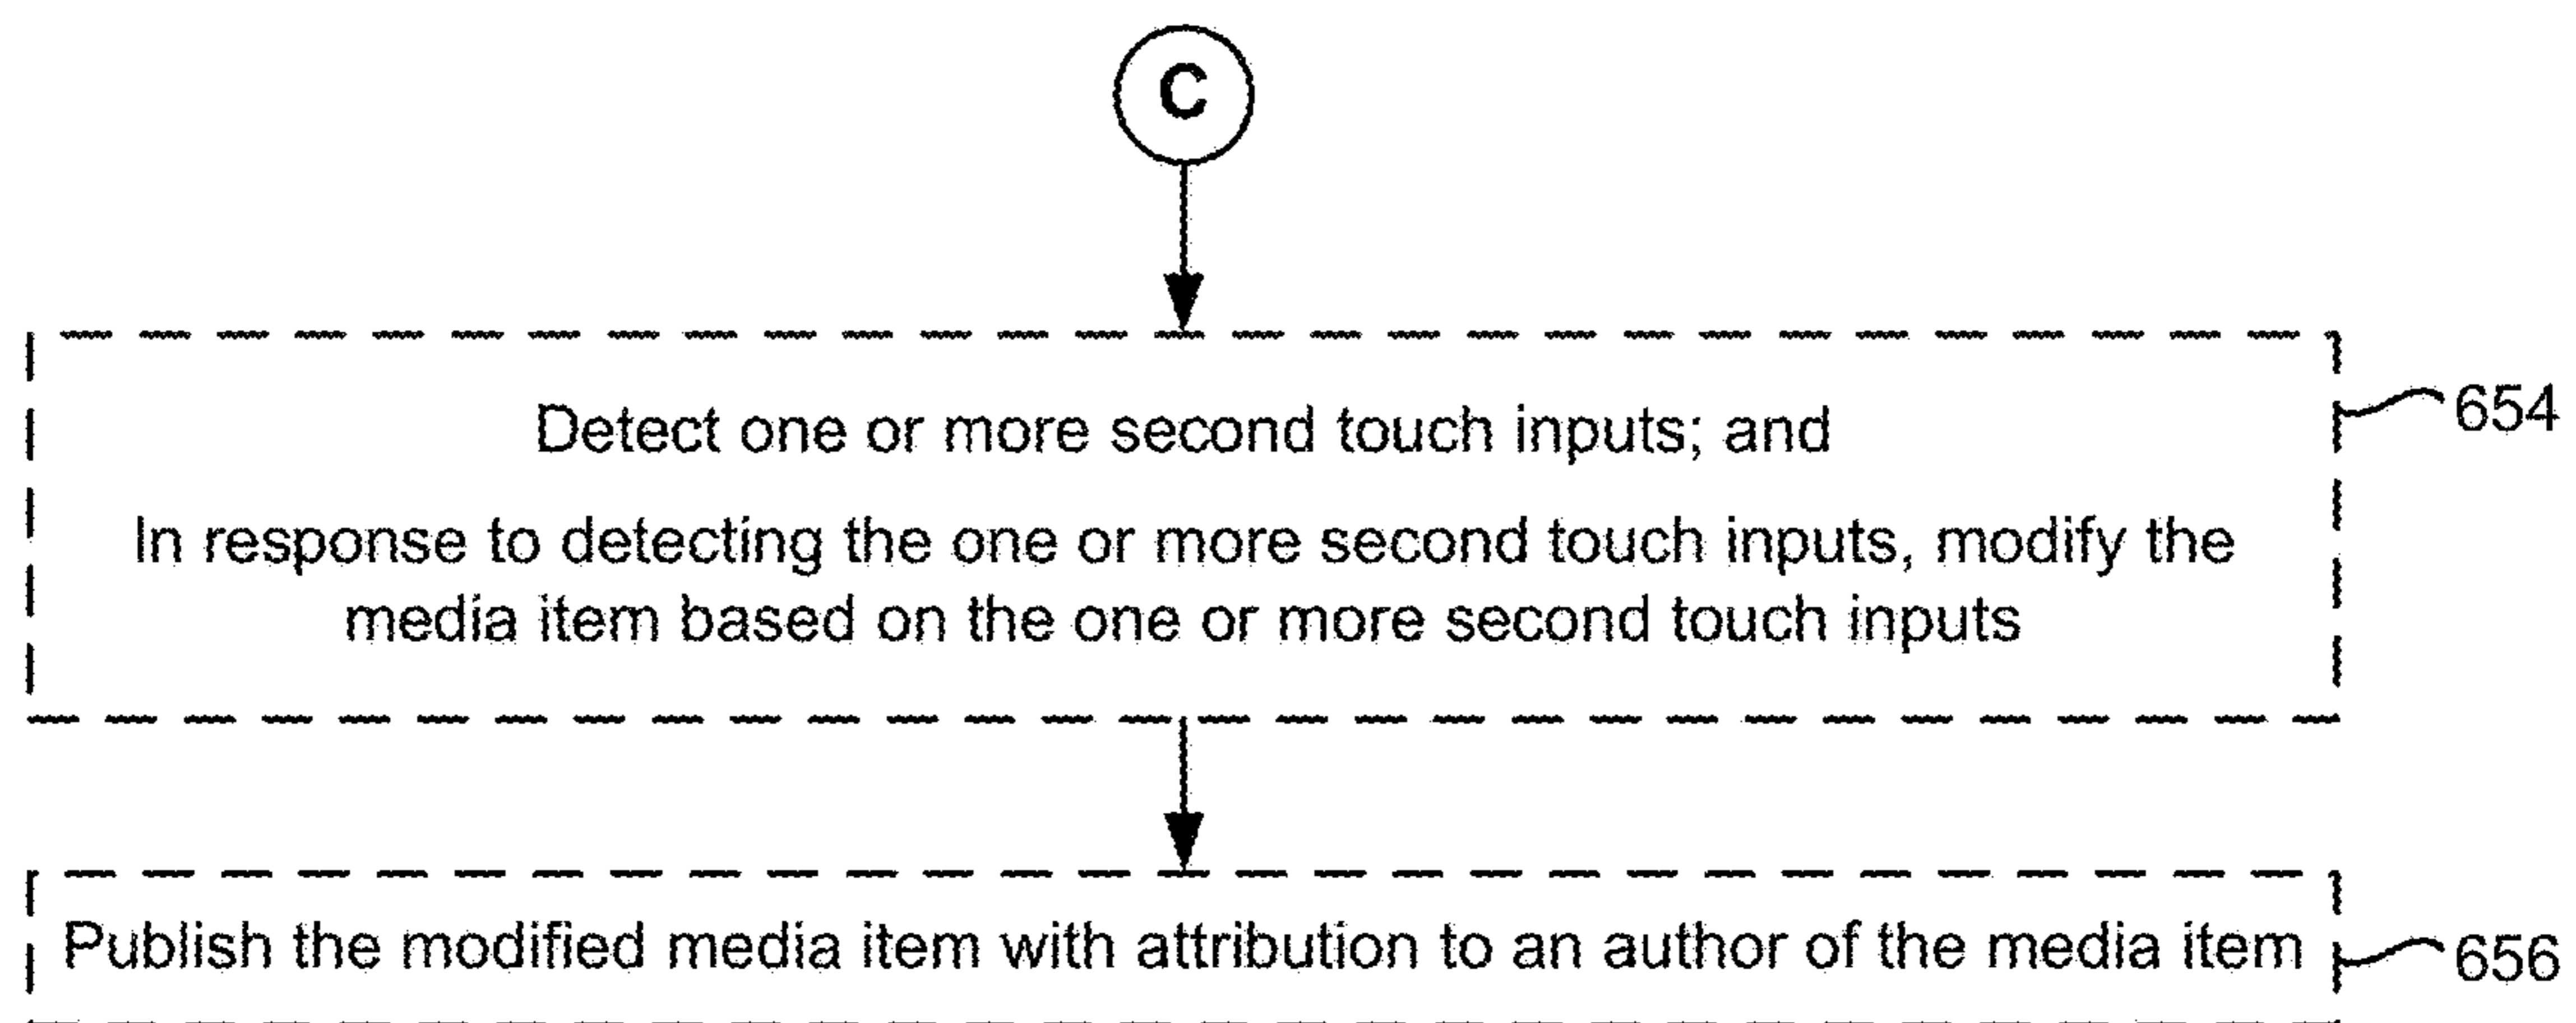 C
Detect one or more second touch inputs; and
654
In response to detecting the one or more second touch inputs, modify the
media item based on the one or more second touch inputs
Publish the modified media item with attribution to an author of the media item
656